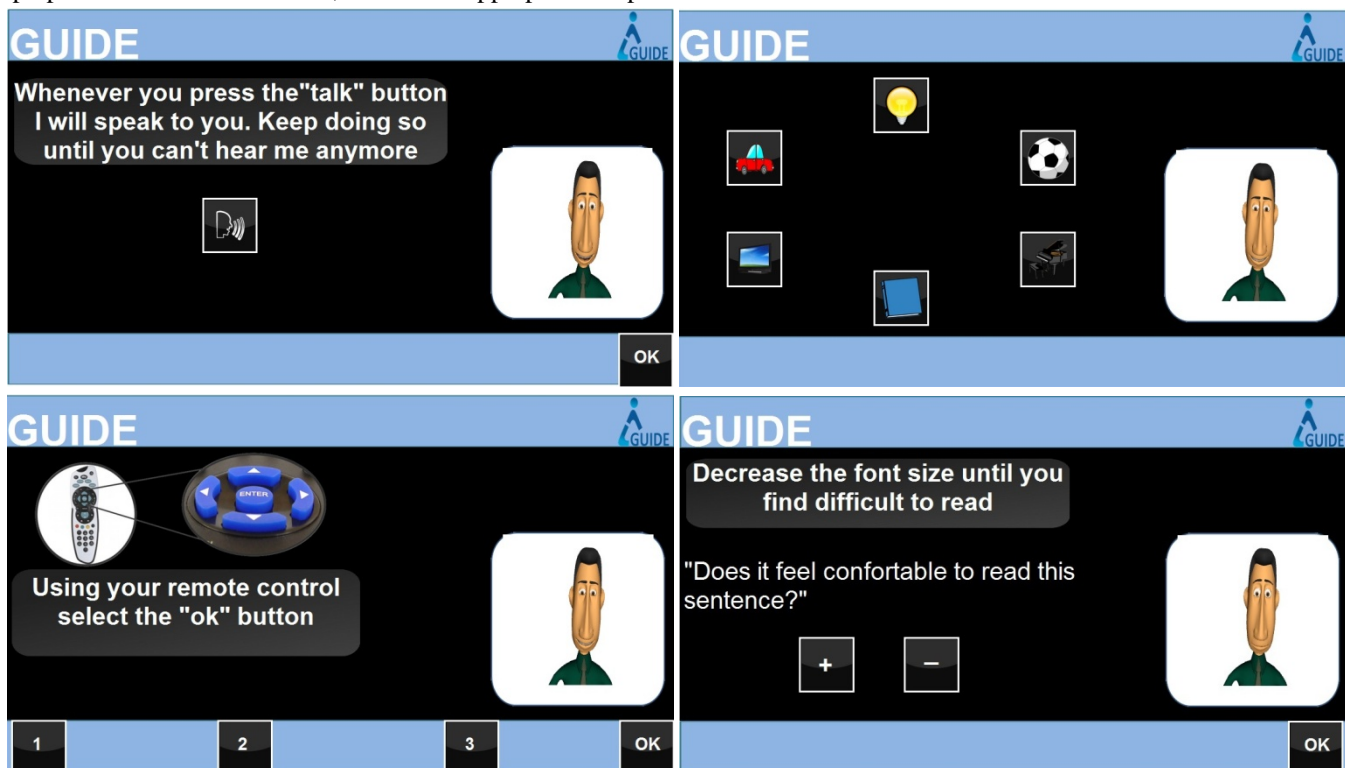 GUIDE
GUIDE
Whenever you press the"talk" button
I will speak to you. Keep doing so
until you can't hear me anymore
OK
GUIDE
GUIDE
GUIDE
GUIDE
ENTER
Using your remote control
select the "ok" button
1
2
3
OK
GUIDE
GUIDE
Decrease the font size until you
find difficult to read
"Does it feel confortable to read this
sentence?"
+
−
OK